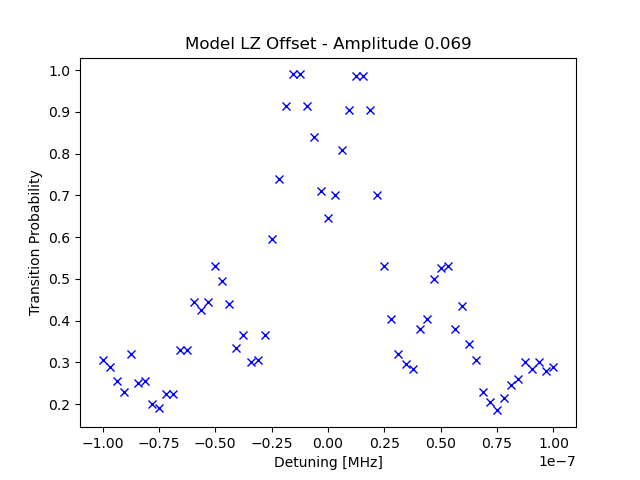 Model LZ Offset - Amplitude 0.069
Transition Probability
1.0
0.9
0.8
0.7
0.6
0.5
0.4
0.3
0.2
−1.00 −0.75 −0.50 −0.25 0.00 0.25 0.50 0.75 1.00
1e−7
Detuning [MHz]